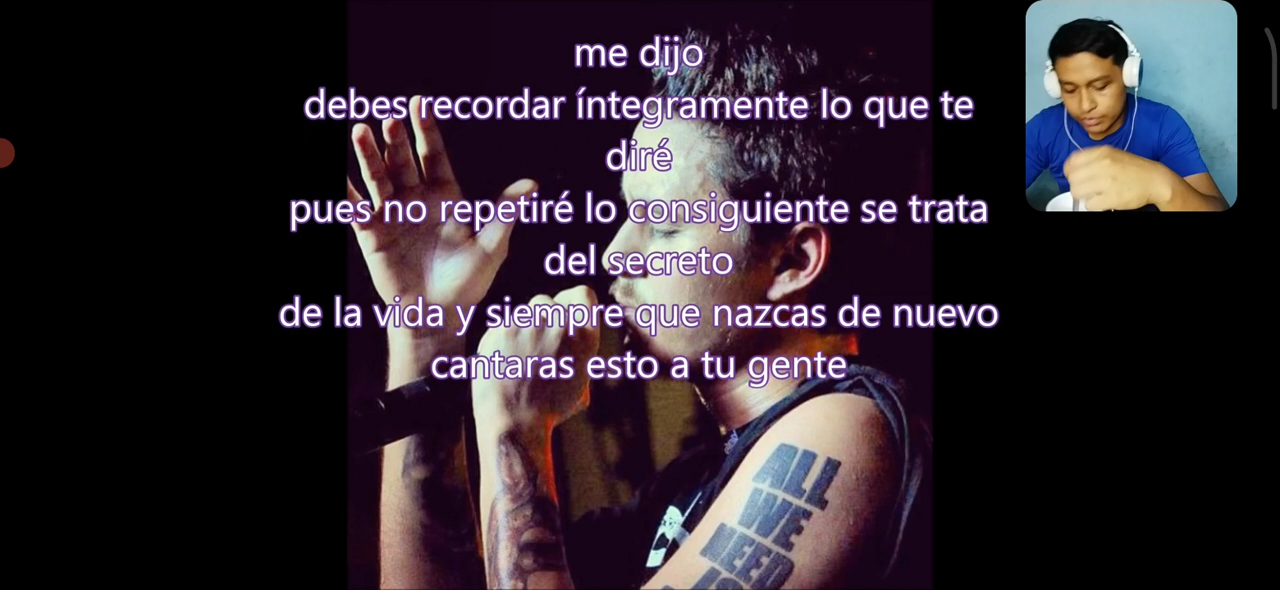 me dijo
debes recordar íntegramente lo que te
diré
pues no repetiré lo consiguiente se trata
del secreto
de la vida y siempre que nazcas de nuevo
cantaras esto a tu gente
ALL
WE
NEED